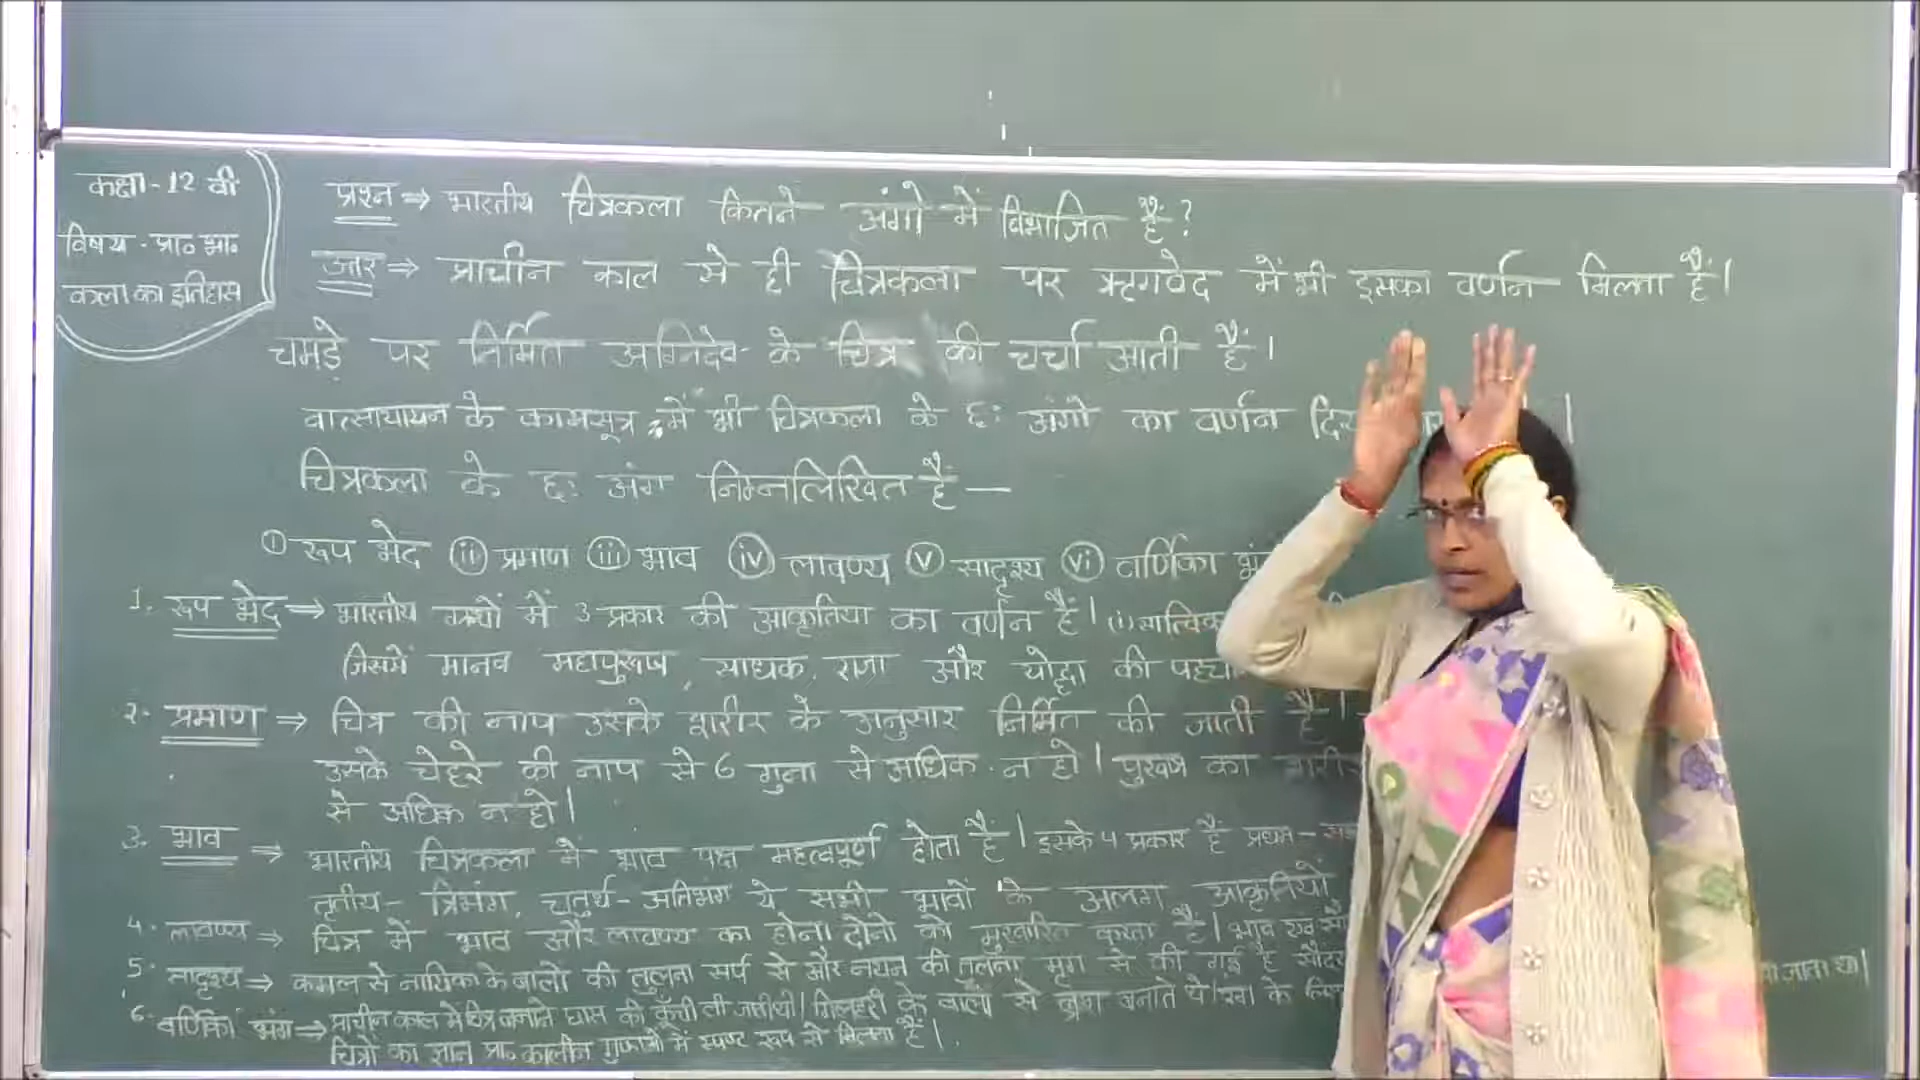 कक्षा - 12 वीं
विषय - प्रा० भा०
कला का इतिहास
प्रश्न ⇒ भारतीय चित्रकला कितने अंगो में विभाजित है?
उत्तर ⇒ प्राचीन काल से ही चित्रकला पर ऋगवेद में भी इसका वर्णन मिलता है।
चमड़े पर निर्मित अग्निदेव के चित्र की चर्चा आती है।
वात्सायायन के कामसूत्र में भी चित्रकला के छः अंगो का वर्णन
चित्रकला के छः अंग निम्नलिखित है —
(i) रूप भेद (ii) प्रमाण (iii) भाव (iv) लावण्य (v) सादृश्य (vi) वर्णिका
1. रूप भेद ⇒ भारतीय ग्रन्थों में 3 प्रकार की आकृतिया का वर्णन है। (i) सात्विक
जिसमें मानव महापुरूष, साधक, राजा और योद्धा की
2. प्रमाण ⇒ चित्र की नाप उसके शरीर के अनुसार निर्मित की जाती है।
उसके चेहरे की नाप से 6 गुना से अधिक न हो। पुरूष का
से अधिक न हो।
3. भाव ⇒ भारतीय चित्रकला में भाव पक्ष महत्वपूर्ण होता है। इसके 4 प्रकार हैं प्रथम -
तृतीय - त्रिभंग, चतुर्थ - अतिभंग ये सभी भावों के अलग आकृतियों
4. लावण्य ⇒ चित्र में भाव और लावण्य का होना दोनो को मुखरित करता है। भाव एवं
5. सादृश्य ⇒ कमल से नायिका के बालों की तुलना सर्प से और नयन की तुलना मृग से की गई है
6. वर्णिका भंग ⇒ प्राचीन काल में चित्र बनाने घास की कूँची ली जाती थी। गिलहरी के बालों से ब्रुश बनाते थे। के जाता था।
चित्रों का ज्ञान प्रा० कालीन गुफाओ में स्पष्ट रूप से मिलता है।